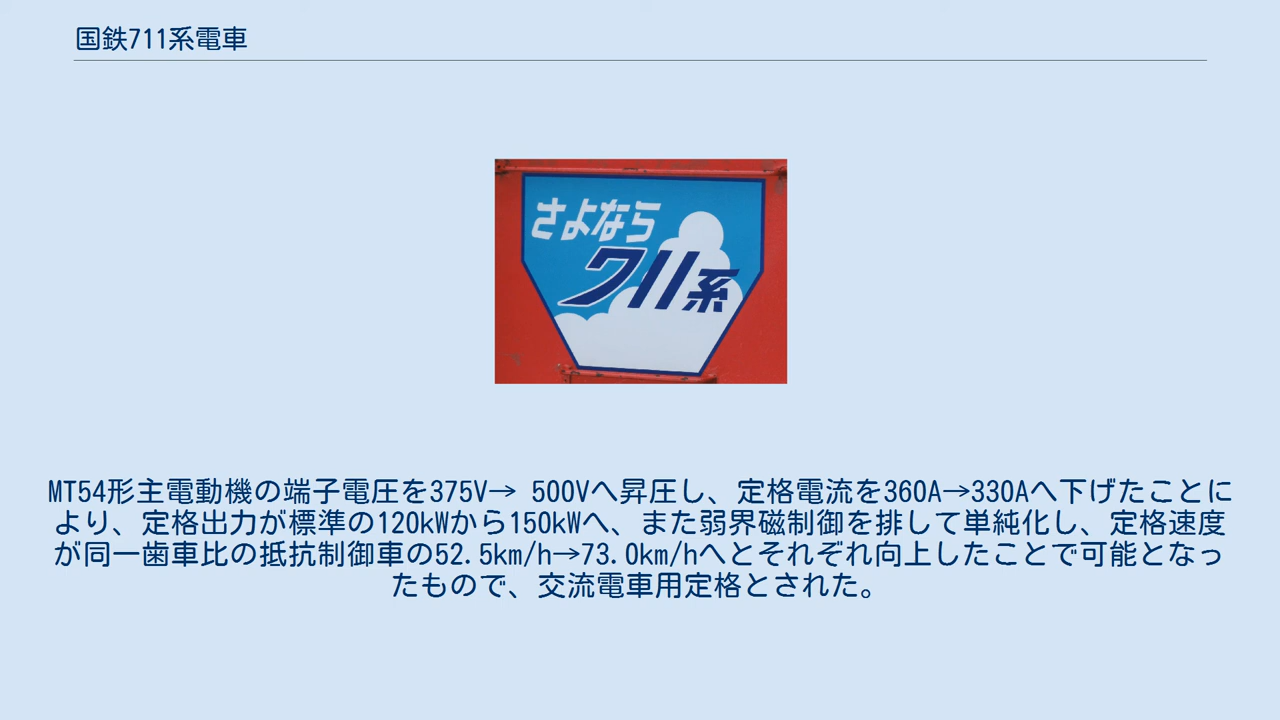 国鉄711系電車
さよなら
711系
MT54形主電動機の端子電圧を375V→ 500Vへ昇圧し、定格電流を360A→330Aへ下げたことに
より、定格出力が標準の120kWから150kWへ、また弱界磁制御を排して単純化し、定格速度
が同一歯車比の抵抗制御車の52.5km/h→73.0km/hへとそれぞれ向上したことで可能となっ
たもので、交流電車用定格とされた。